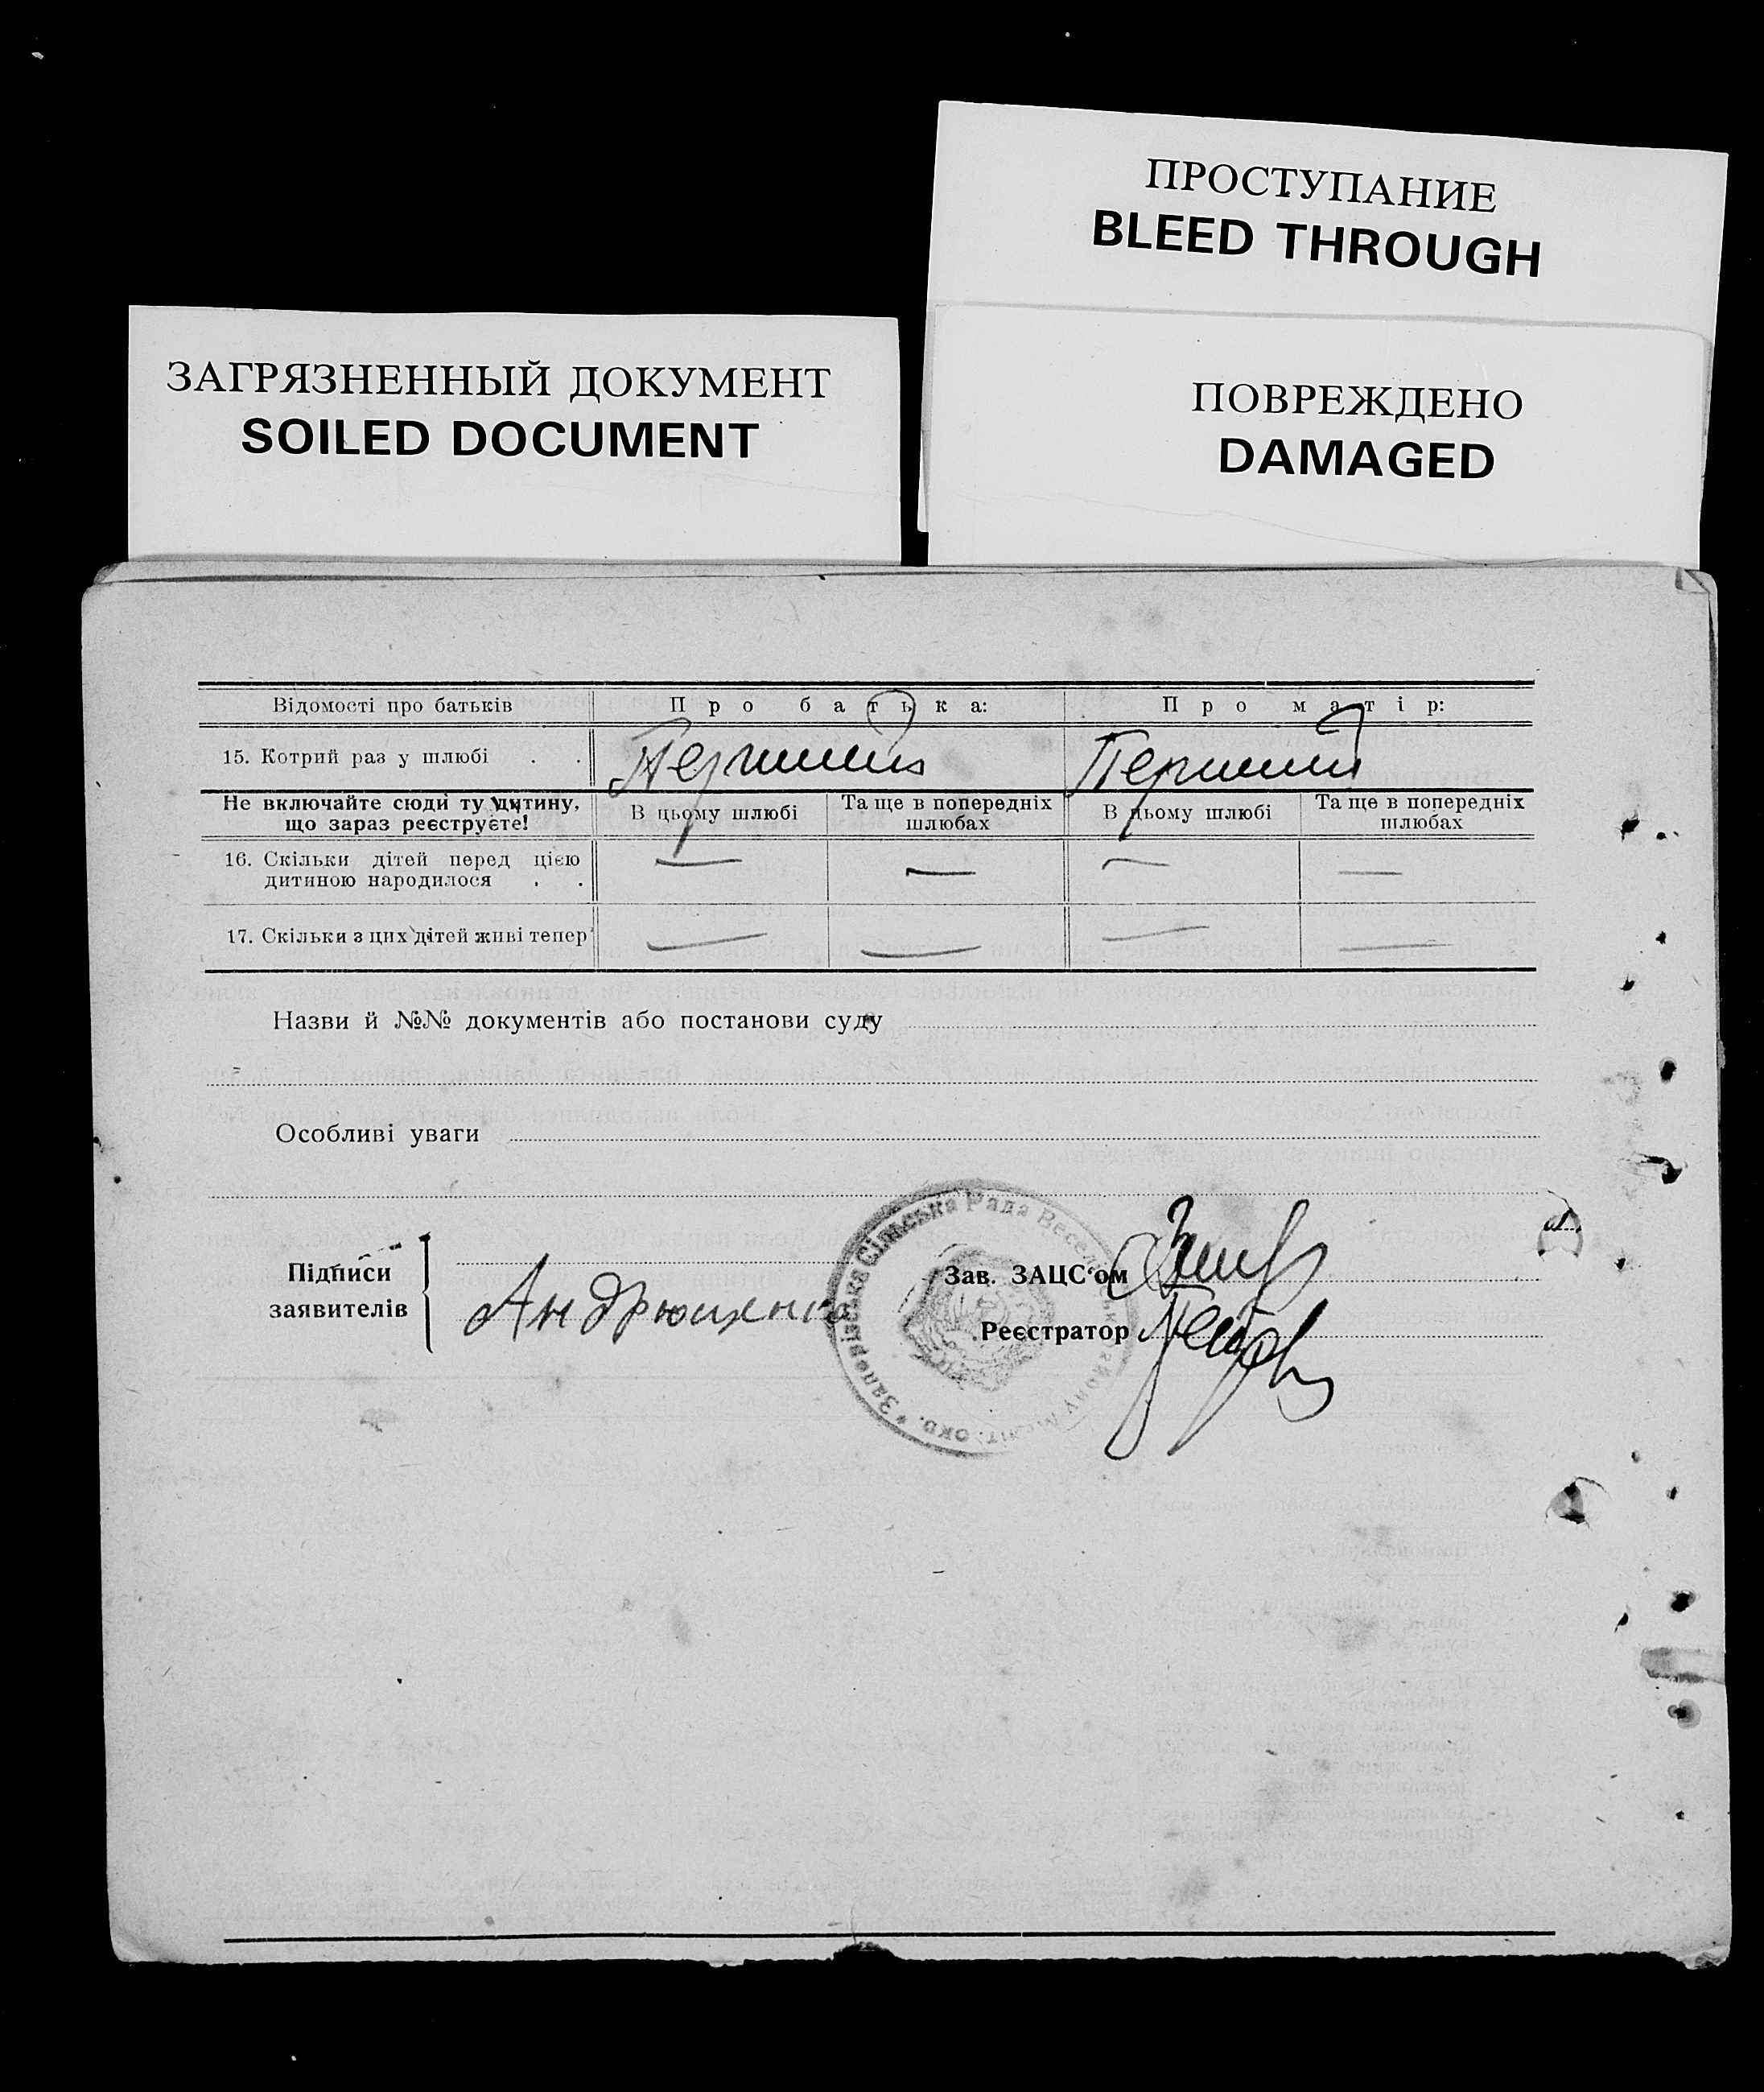 ПРОСТУПАНИЕ
BLEED THROUGH
ЗАГРЯЗНЕННЫЙ ДОКУМЕНТ
SOILED DOCUMENT
ПОВРЕЖДЕНО
DAMAGED
Відомості про батьків Про батька: Про матір:
15. Котрий раз у шлюбі . . Перший Перший
Не включайте сюди ту дитину,
що зараз реєструєте!
В цьому шлюбі
Та ще в попередніх
шлюбах
В цьому шлюбі
Та ще в попередніх
шлюбах
16. Скільки дітей перед цією
дитиною народилося . . — — — —
17. Скільки з цих дітей живі тепер — — — —
Назви й №№ документів або постанови суду
Особливі уваги
Підписи
заявителів
Андрющенко
Сільська Рада
окр.
Зав. ЗАЦС‘ом
Реєстратор